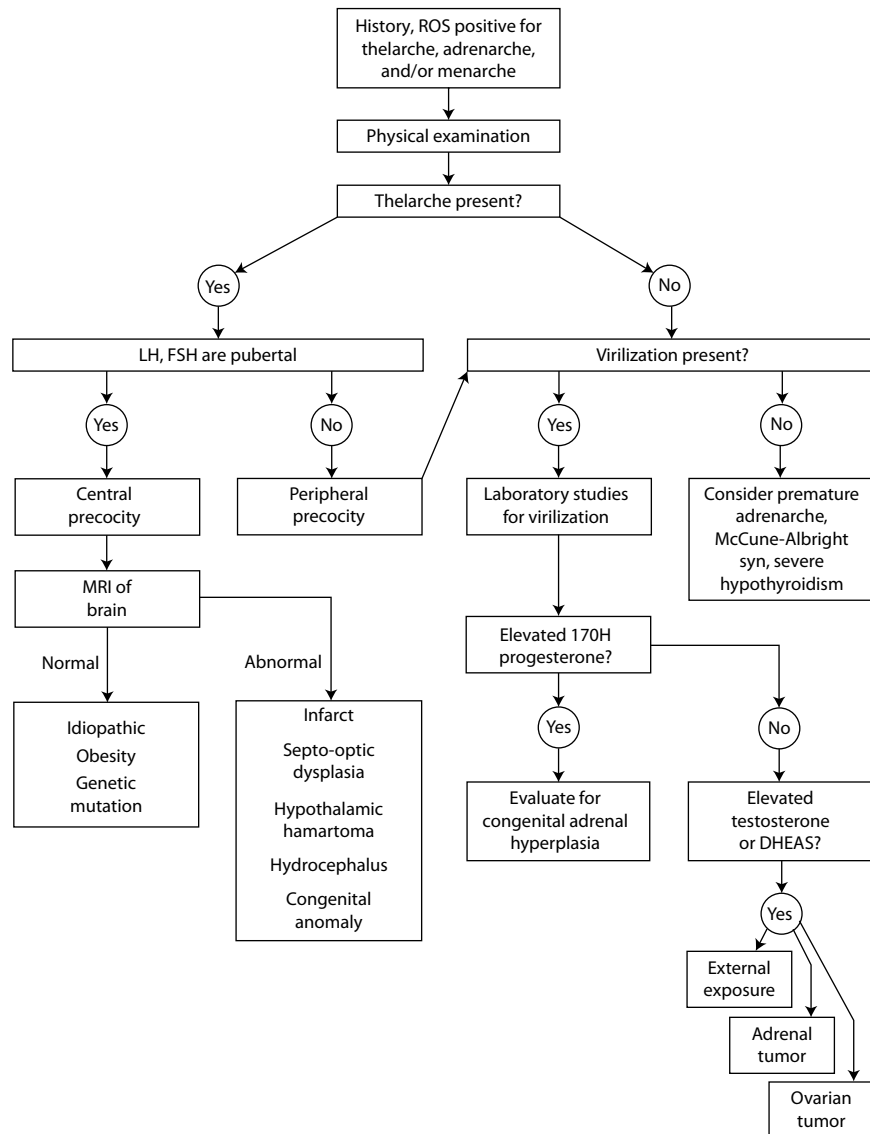 History, ROS positive for
thelarche, adrenarche,
and/or menarche
Physical examination
Thelarche present?
Yes
No
LH, FSH are pubertal
Virilization present?
Yes
No
Yes
No
Central
precocity
Peripheral
precocity
Laboratory studies
for virilization
Consider premature
adrenarche,
McCune-Albright
syn, severe
hypothyroidism
MRI of
brain
Normal
Abnormal
Elevated 170H
progesterone?
Idiopathic
Obesity
Genetic
mutation
Infarct
Septo-optic
dysplasia
Hypothalamic
hamartoma
Hydrocephalus
Congenital
anomaly
Yes
No
Evaluate for
congenital adrenal
hyperplasia
Elevated
testosterone
or DHEAS?
Yes
External
exposure
Adrenal
tumor
Ovarian
tumor